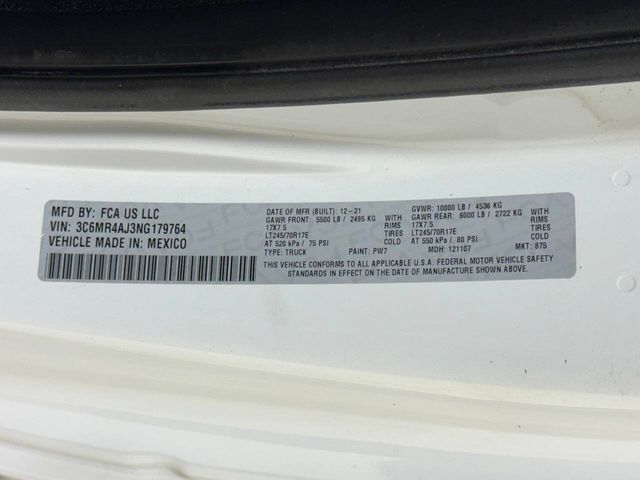 MFD BY: FCA US LLC
VIN: 3C6MR4AJ3NG179764
VEHICLE MADE IN: MEXICO
DATE OF MFR (BUILT): 12-21
GAWR FRONT: 5500 LB / 2495 KG WITH
17X7.5 RIMS
LT245/70R17E TIRES
AT 520 kPa / 75 PSI
TYPE: TRUCK PAINT: PW7
GVWR: 10000 LB / 4536 KG
GAWR REAR: 6000 LB / 2722 KG WITH
17X7.5 RIMS
LT245/70R17E TIRES
AT 550 kPa / 80 PSI
MDH: 121107 MKT: 875
THIS VEHICLE CONFORMS TO ALL APPLICABLE U.S.A. FEDERAL MOTOR VEHICLE SAFETY
STANDARDS IN EFFECT ON THE DATE OF MANUFACTURE SHOWN ABOVE.